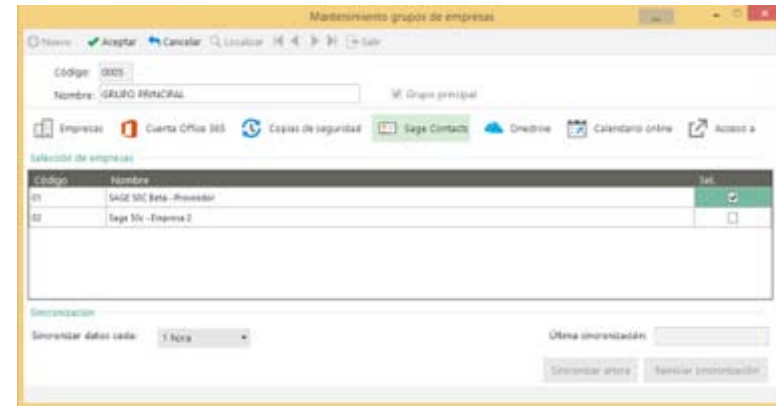 Mantenimiento grupos de empresas
Nuevo Aceptar Cancelar Localizar Salir
Código: 0005
Nombre: GRUPO PRINCIPAL Grupo principal
Empresas Cuenta Office 365 Copias de seguridad Sage Contacts Onedrive Calendario online Acceso a
Selección de empresas
Código Nombre Sel.
01 SAGE 50C Beta - Proveedor
02 Sage 50c - Empresa 2
Sincronización
Sincronizar datos cada: 1 hora Última sincronización:
Sincronizar ahora Reiniciar sincronización